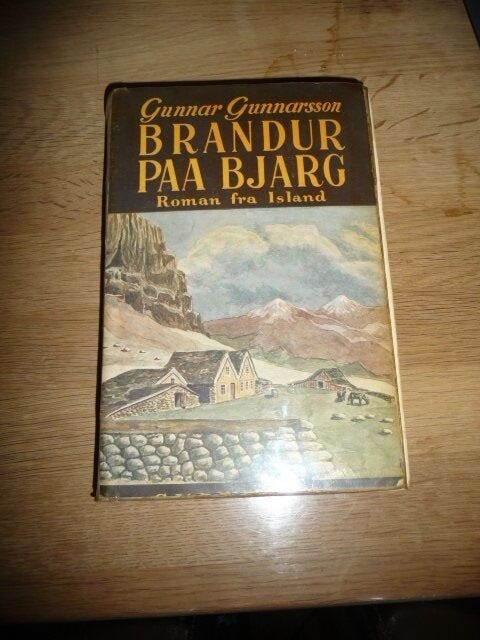 Gunnar Gunnarsson
BRANDUR
PAA BJARG
Roman fra Island